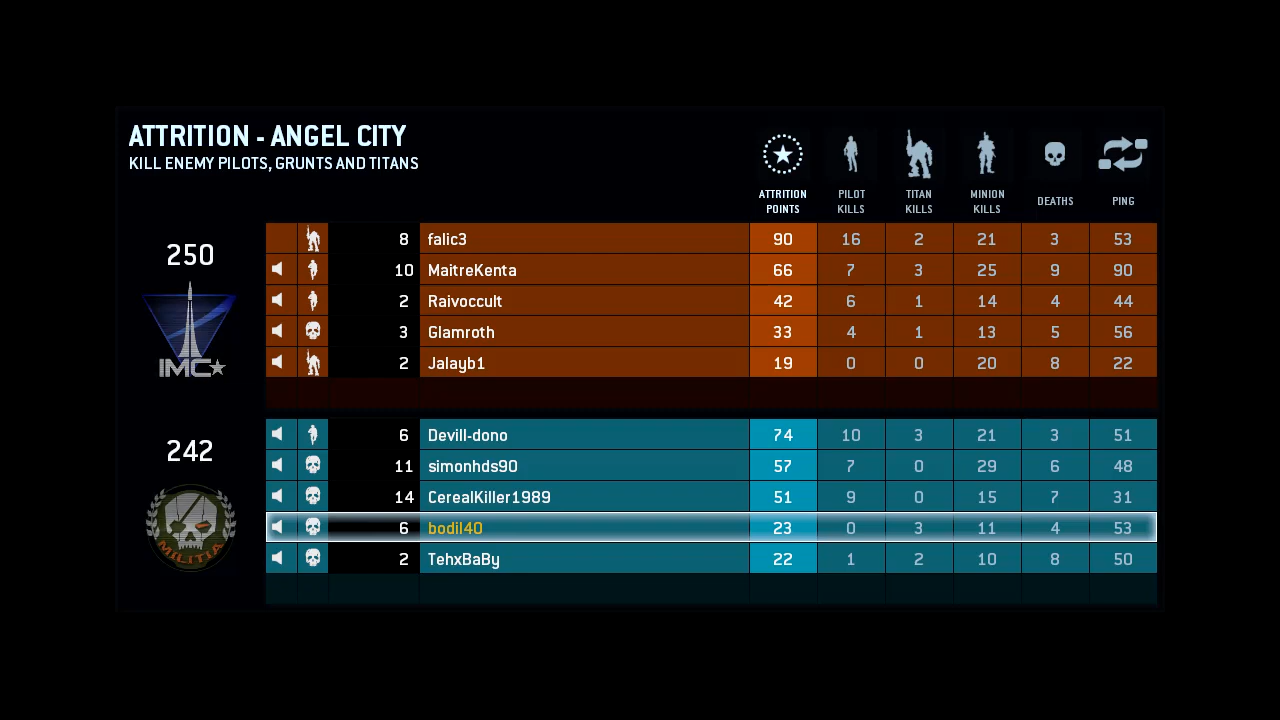 ATTRITION - ANGEL CITY
KILL ENEMY PILOTS, GRUNTS AND TITANS
ATTRITION POINTS PILOT KILLS TITAN KILLS MINION KILLS DEATHS PING
250
IMC
8 falic3 90 16 2 21 3 53
10 MaitreKenta 66 7 3 25 9 90
2 Raivoccult 42 6 1 14 4 44
3 Glamroth 33 4 1 13 5 56
2 Jalayb1 19 0 0 20 8 22
242
MILITIA
6 Devill-dono 74 10 3 21 3 51
11 simonhds90 57 7 0 29 6 48
14 CerealKiller1989 51 9 0 15 7 31
6 bodil40 23 0 3 11 4 53
2 TehxBaBy 22 1 2 10 8 50